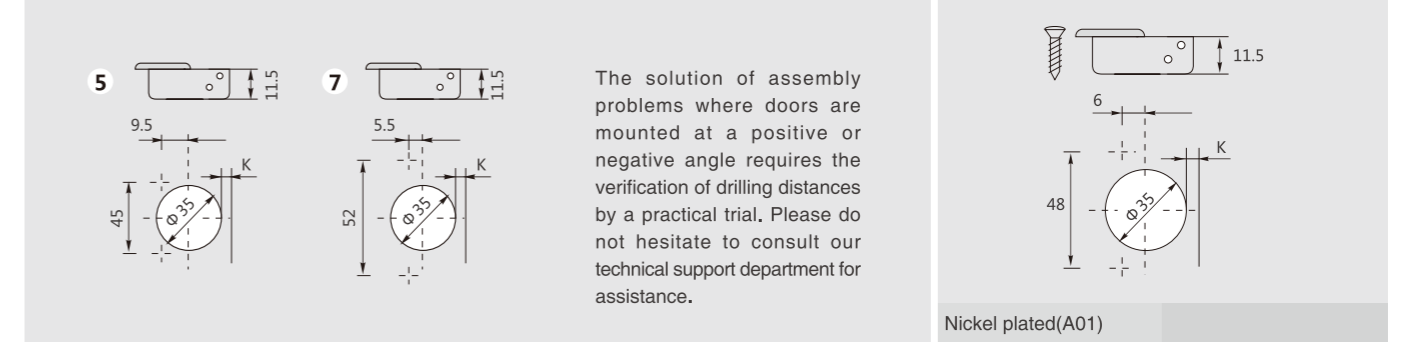 5
11.5
9.5
K
45
Φ35
7
11.5
5.5
K
52
Φ35
The solution of assembly
problems where doors are
mounted at a positive or
negative angle requires the
verification of drilling distances
by a practical trial. Please do
not hesitate to consult our
technical support department for
assistance.
11.5
6
K
48
Φ35
Nickel plated(A01)